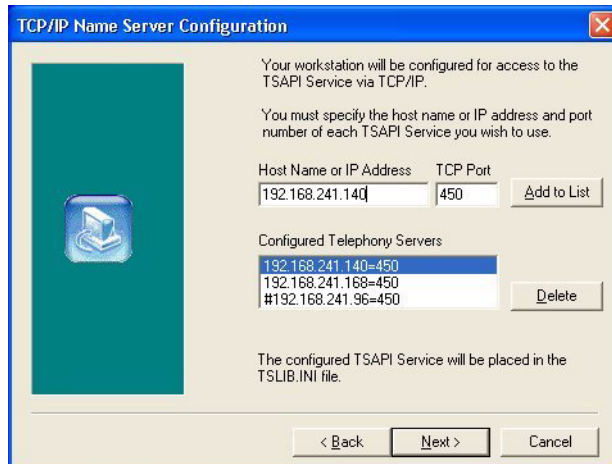 TCP/IP Name Server Configuration
Your workstation will be configured for access to the
TSAPI Service via TCP/IP.
You must specify the host name or IP address and port
number of each TSAPI Service you wish to use.
Host Name or IP Address TCP Port
192.168.241.140 450 Add to List
Configured Telephony Servers
192.168.241.140=450
192.168.241.168=450
#192.168.241.96=450
Delete
The configured TSAPI Service will be placed in the
TSLIB.INI file.
< Back Next > Cancel